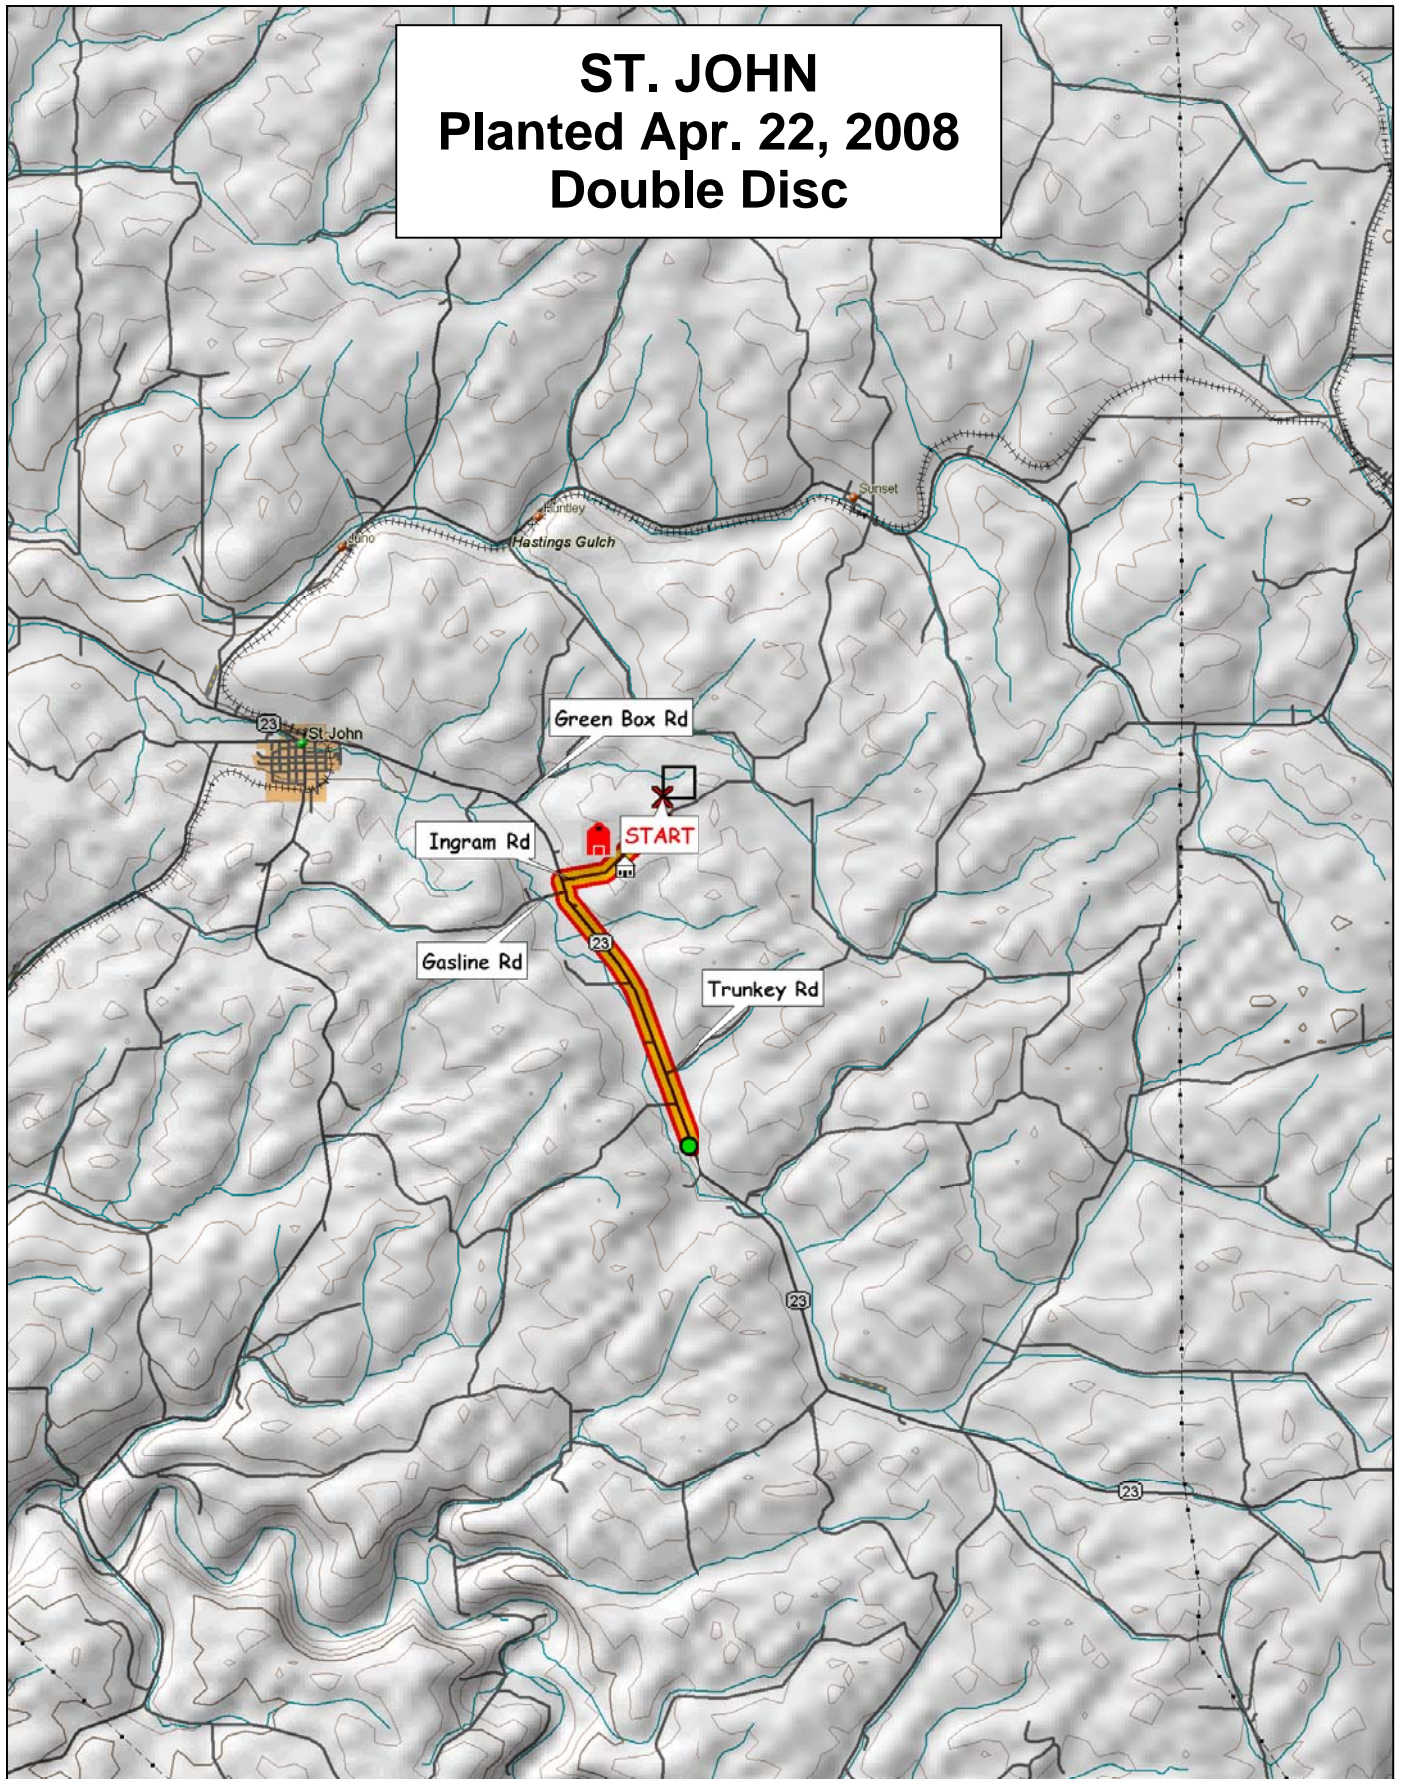 ST. JOHN
Planted Apr. 22, 2008
Double Disc
Sunset
Huntley
Juno
Hastings Gulch
Green Box Rd
23
St John
START
Ingram Rd
23
Gasline Rd
Trunkey Rd
23
23